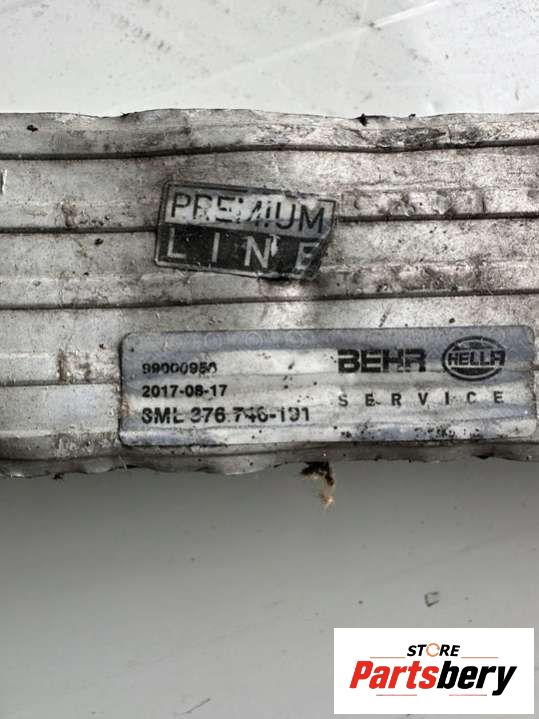 PREMIUM
LINE
99000950
BEHR HELLA
2017-08-17
SERVICE
8ML 376 746-191
STORE
Partsbery